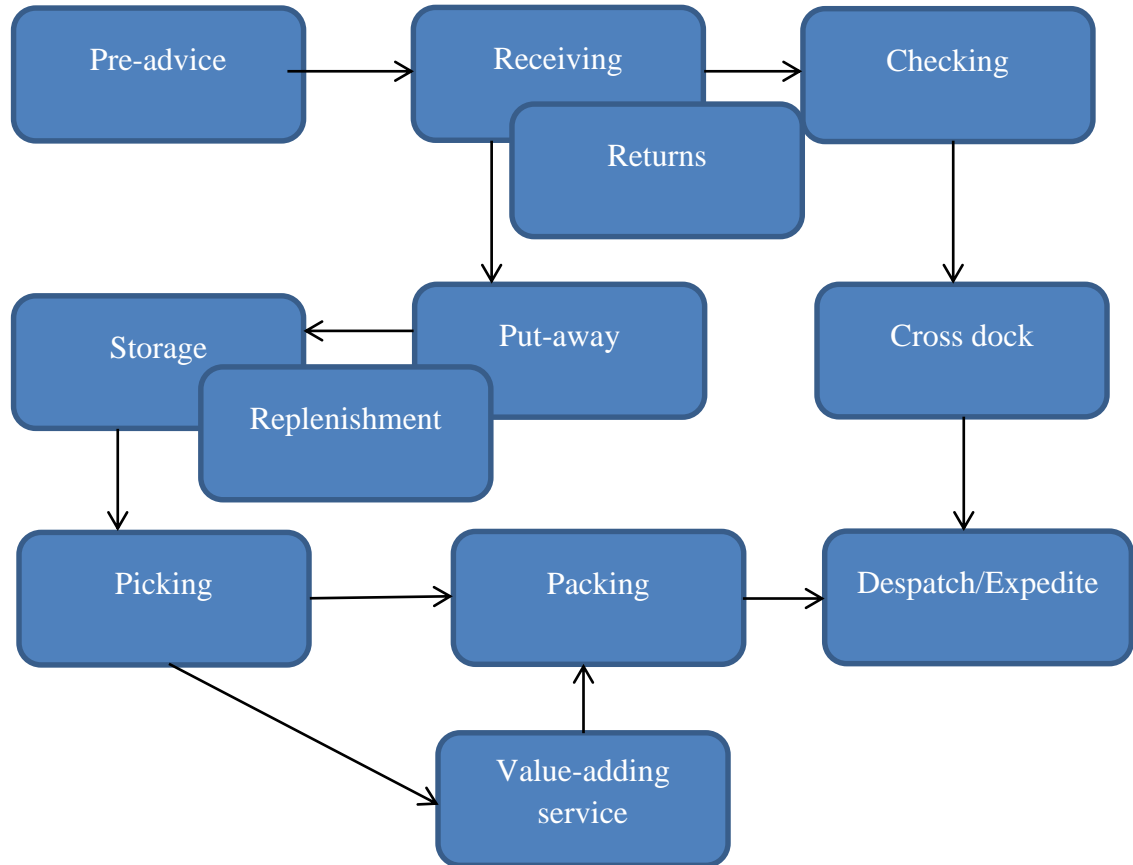 Pre-advice
Receiving
Checking
Returns
Storage
Put-away
Cross dock
Replenishment
Picking
Packing
Despatch/Expedite
Value-adding
service